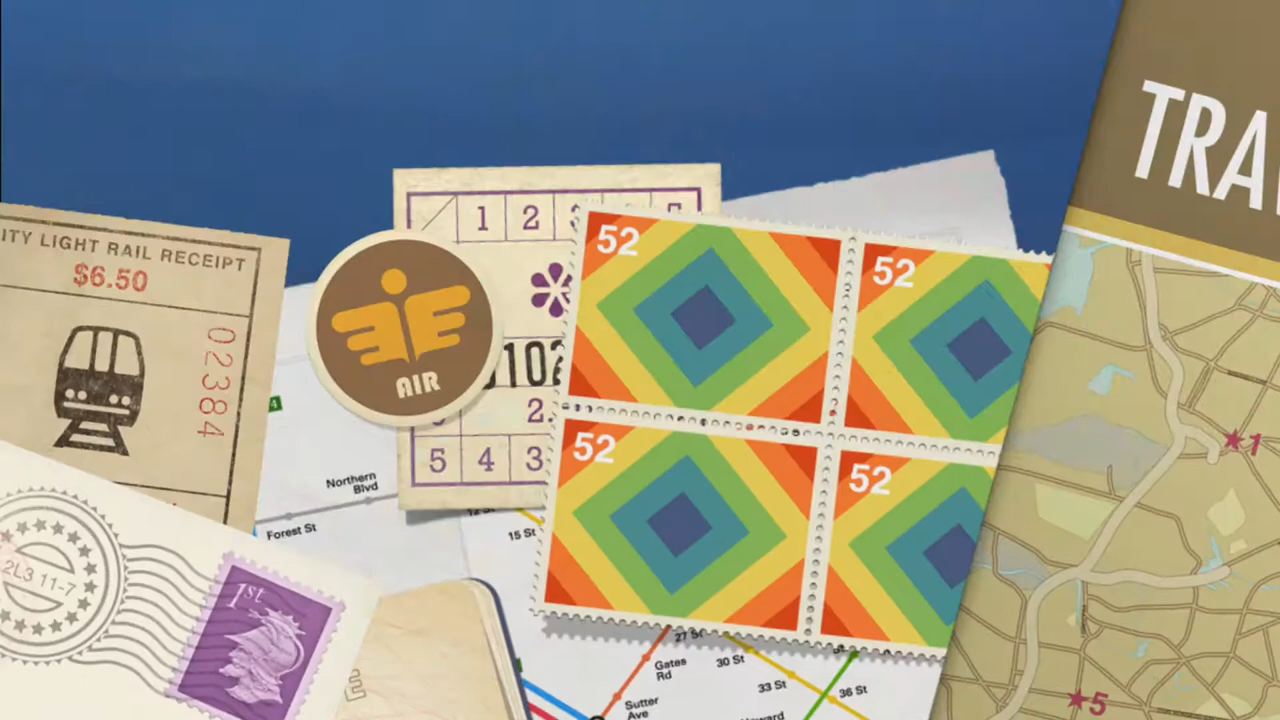 TRA
ITY LIGHT RAIL RECEIPT
$6.50
02384
1 2
102
2
5 4 3
AIR
52
52
52
52
4
Northern
Blvd
Forest St
15 St
2L3 11-7
1st
27 St
Gates
Rd
30 St
33 St
36 St
Sutter
Ave
1
5